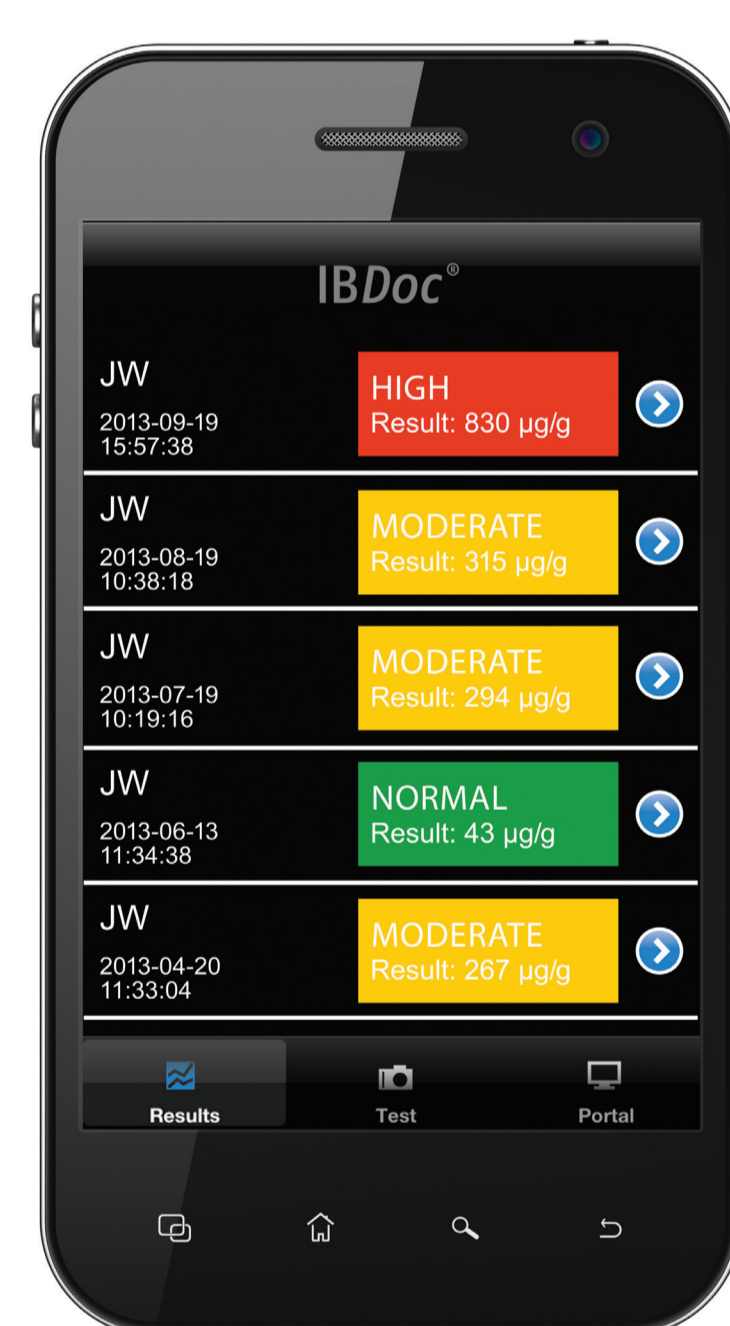 IBDoc®
JW
2013-09-19
15:57:38
HIGH
Result: 830 µg/g
JW
2013-08-19
10:38:18
MODERATE
Result: 315 µg/g
JW
2013-07-19
10:19:16
MODERATE
Result: 294 µg/g
JW
2013-06-13
11:34:38
NORMAL
Result: 43 µg/g
JW
2013-04-20
11:33:04
MODERATE
Result: 267 µg/g
Results
Test
Portal